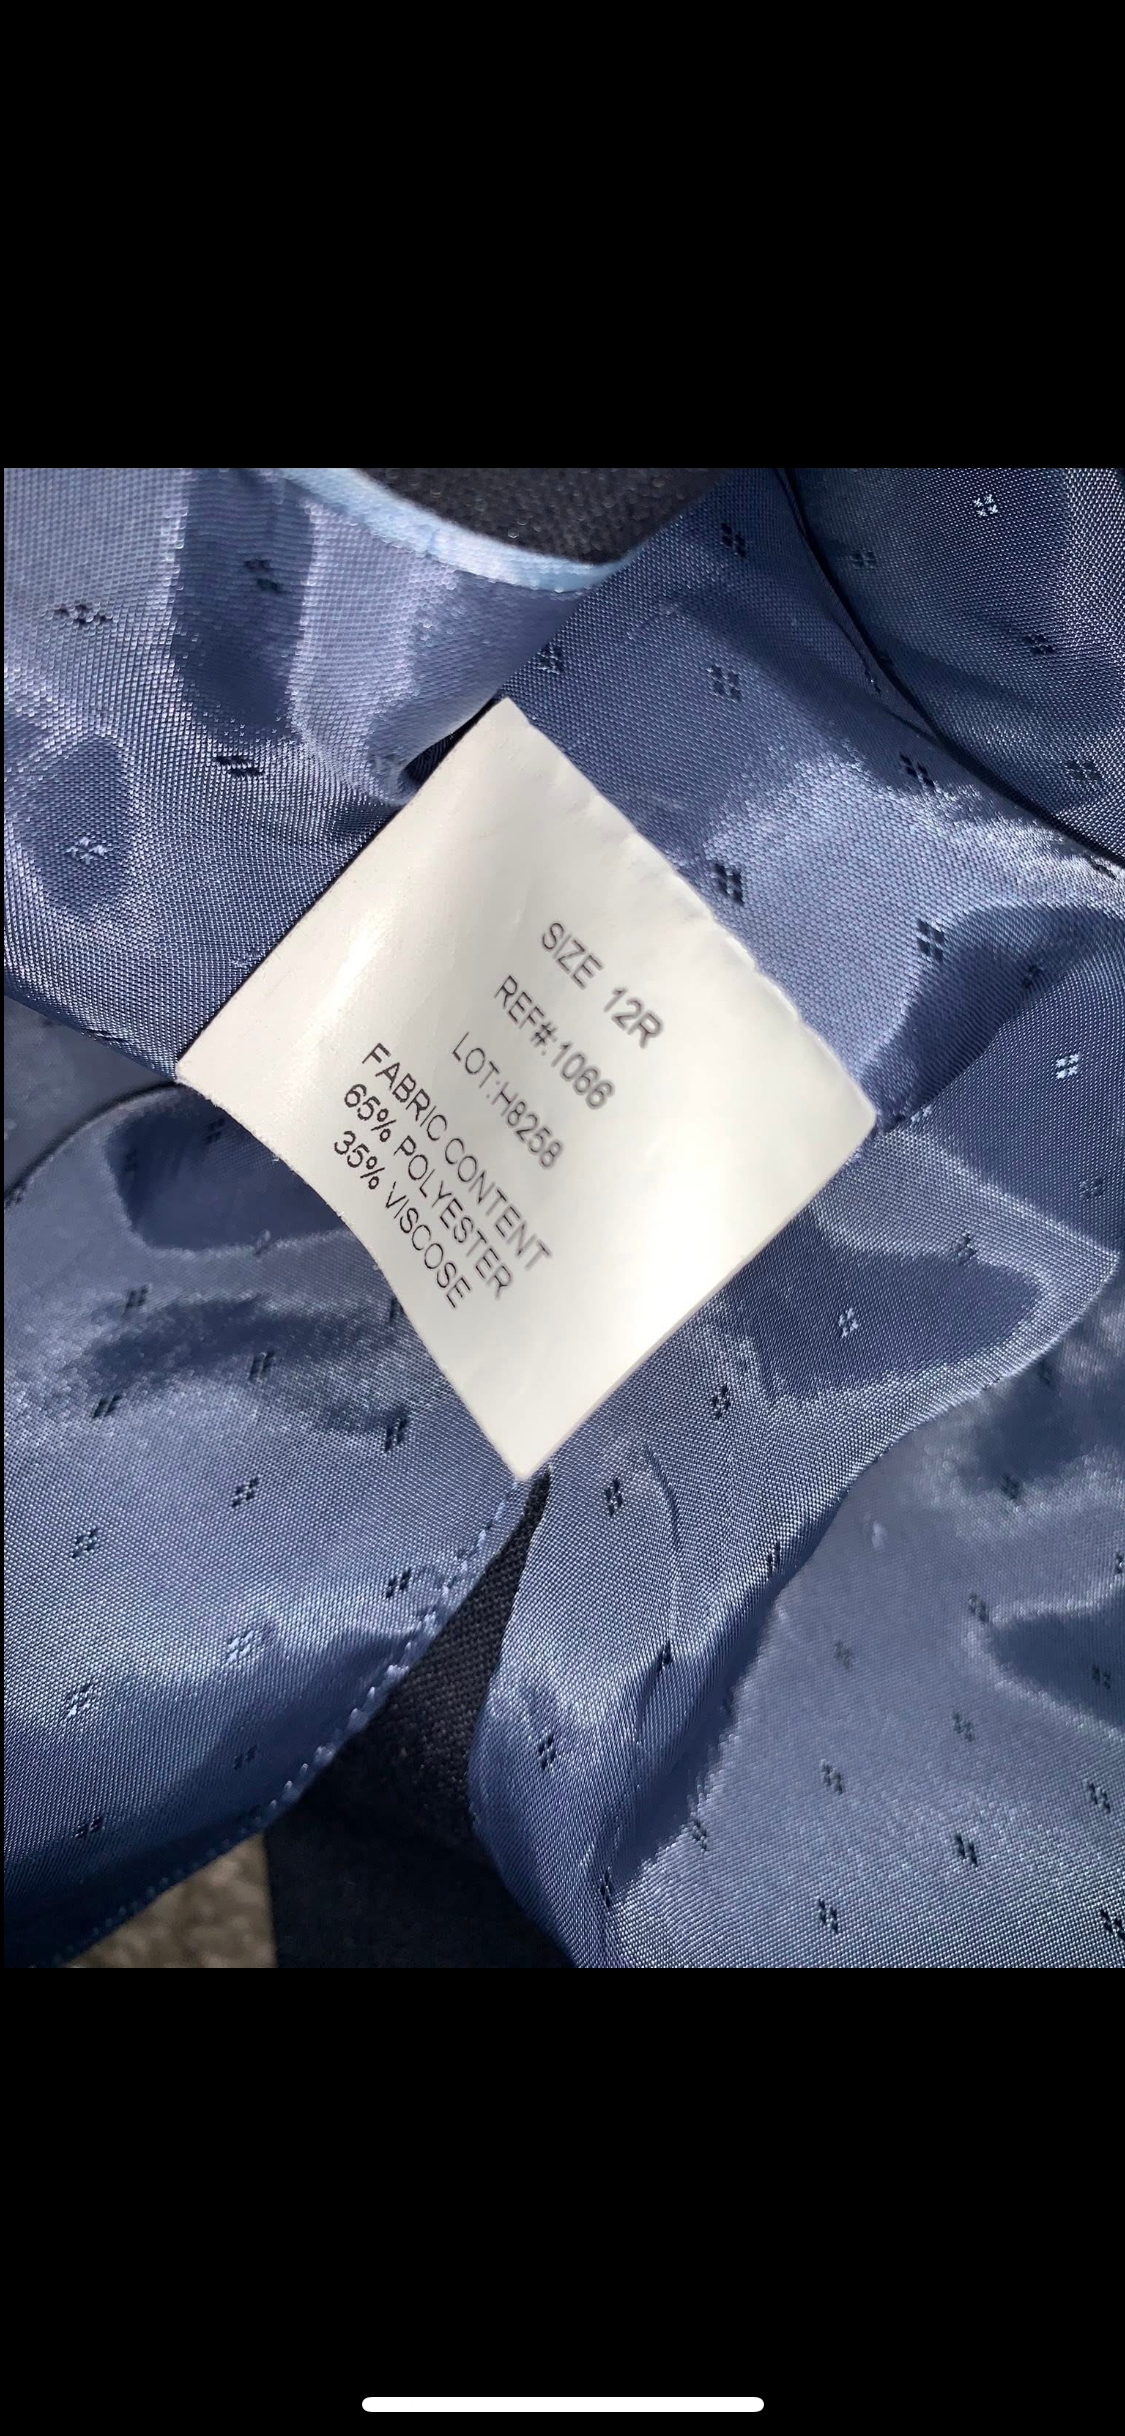 SIZE 12R
REF#:1066
LOT:H8258
FABRIC CONTENT
65% POLYESTER
35% VISCOSE